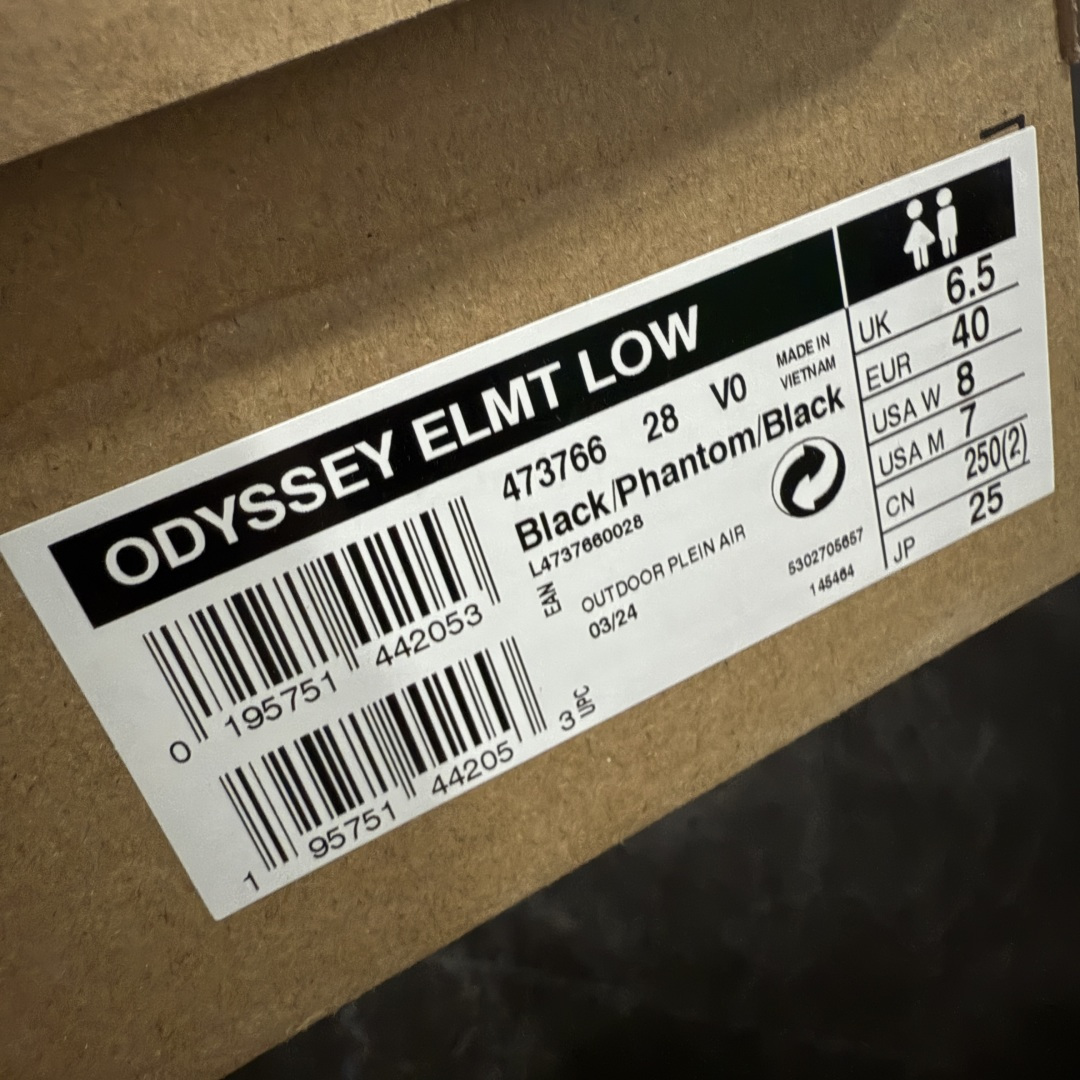 ODYSSEY ELMT LOW
473766 28 V0
MADE IN
VIETNAM
Black/Phantom/Black
L4737660028
EAN
OUTDOOR PLEIN AIR
03/24
5302705657
145464
0 195751 442053
1 95751 44205 3
UPC
UK 6.5
EUR 40
USA W 8
USA M 7
CN 250(2)
JP 25